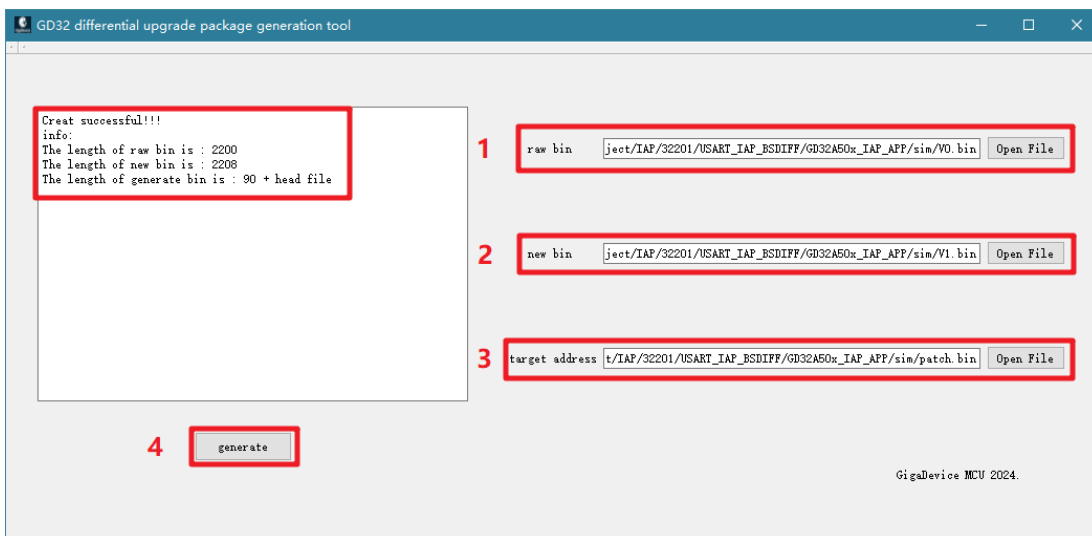 GD32 differential upgrade package generation tool
Creat successful!!!
info:
The length of raw bin is : 2200
The length of new bin is : 2208
The length of generate bin is : 90 + head file
1 raw bin ject/IAP/32201/USART_IAP_BSDIFF/GD32A50x_IAP_APP/sim/V0.bin Open File
2 new bin ject/IAP/32201/USART_IAP_BSDIFF/GD32A50x_IAP_APP/sim/V1.bin Open File
3 target address t/IAP/32201/USART_IAP_BSDIFF/GD32A50x_IAP_APP/sim/patch.bin Open File
4 generate
GigaDevice MCU 2024.